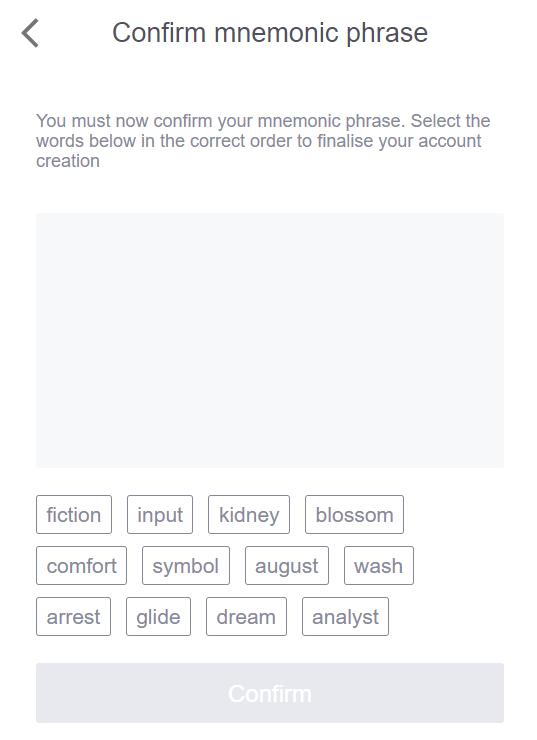 Confirm mnemonic phrase
You must now confirm your mnemonic phrase. Select the
words below in the correct order to finalise your account
creation
fiction input kidney blossom
comfort symbol august wash
arrest glide dream analyst
Confirm